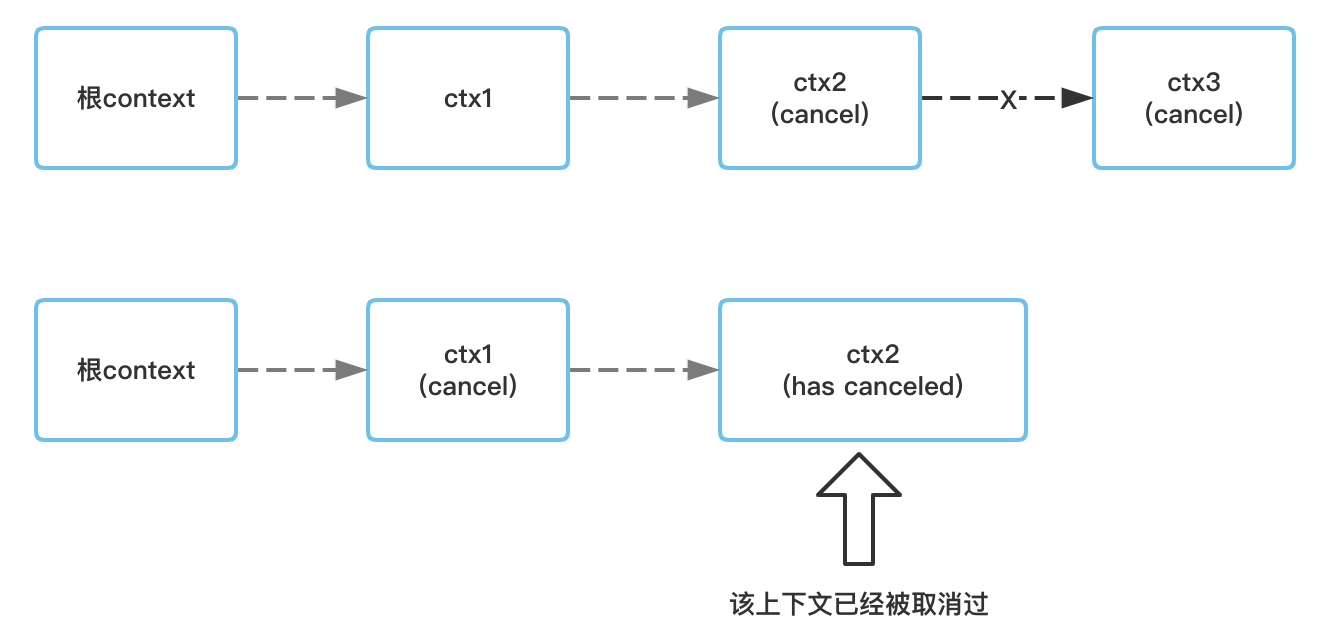 根context
ctx1
ctx2
(cancel)
X
ctx3
(cancel)
根context
ctx1
(cancel)
ctx2
(has canceled)
该上下文已经被取消过